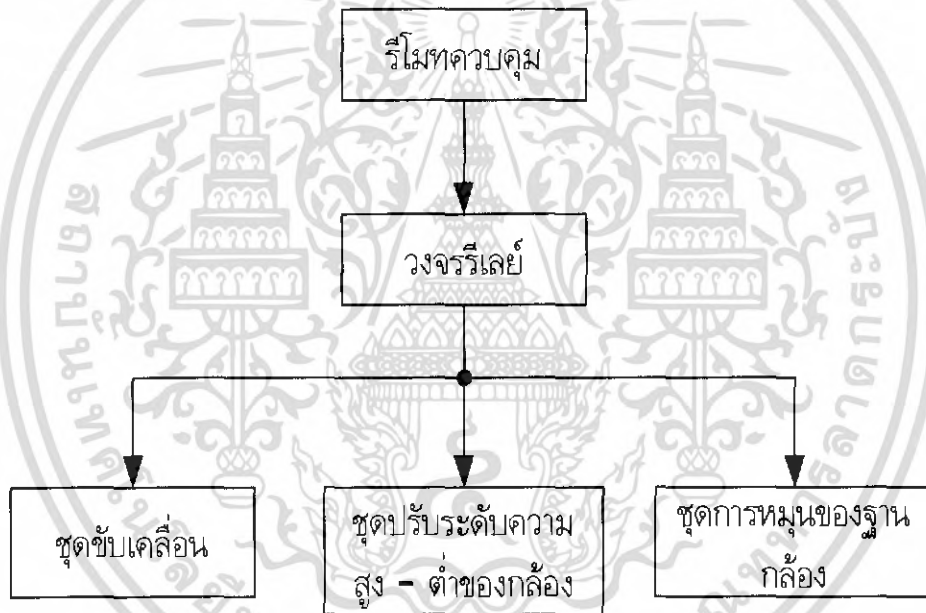 รีโมทควบคุม
วงจรรีเลย์
ชุดขับเคลื่อน
ชุดปรับระดับความ
สูง - ต่ำของกล้อง
ชุดการหมุนของฐาน
กล้อง